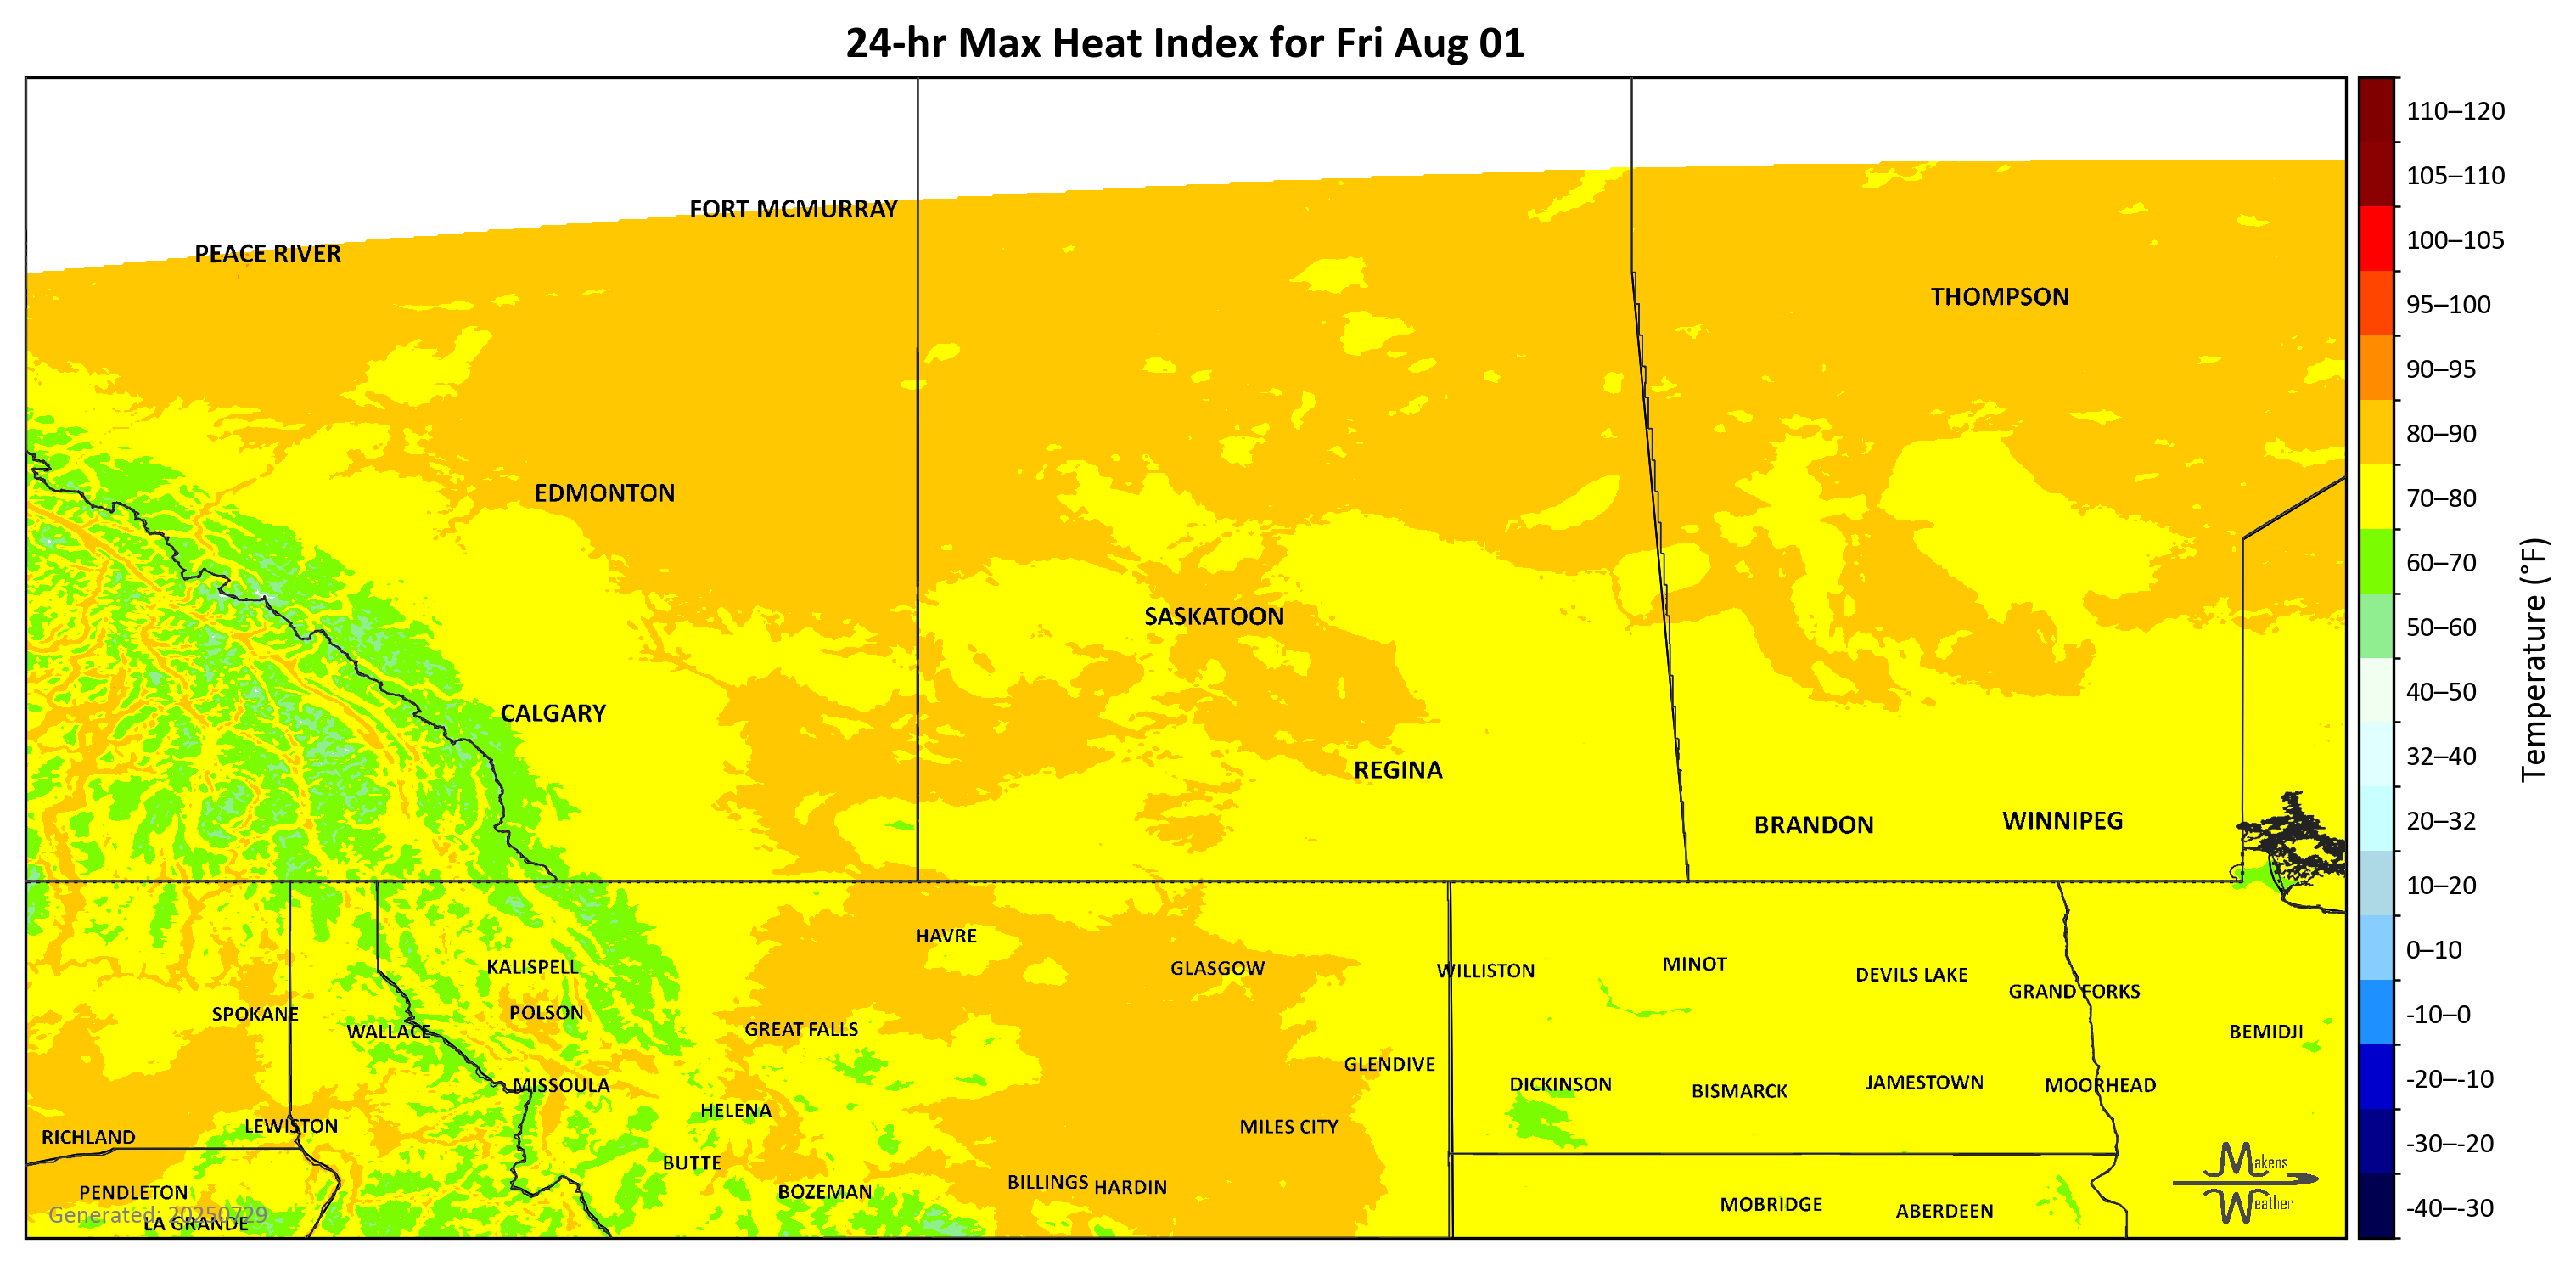 24-hr Max Heat Index for Fri Aug 01
FORT MCMURRAY
PEACE RIVER
THOMPSON
EDMONTON
SASKATOON
CALGARY
REGINA
BRANDON
WINNIPEG
HAVRE
KALISPELL
GLASGOW
WILLISTON
MINOT
DEVILS LAKE
GRAND FORKS
SPOKANE
POLSON
WALLACE
GREAT FALLS
BEMIDJI
GLENDIVE
MISSOULA
DICKINSON
BISMARCK
JAMESTOWN
MOORHEAD
HELENA
LEWISTON
MILES CITY
RICHLAND
BUTTE
BILLINGS
HARDIN
PENDLETON
BOZEMAN
MOBRIDGE
ABERDEEN
Generated: 20250729
LA GRANDE
Makens
Weather
110–120
105–110
100–105
95–100
90–95
80–90
70–80
60–70
50–60
40–50
32–40
20–32
10–20
0–10
-10–0
-20–-10
-30–-20
-40–-30
Temperature (°F)